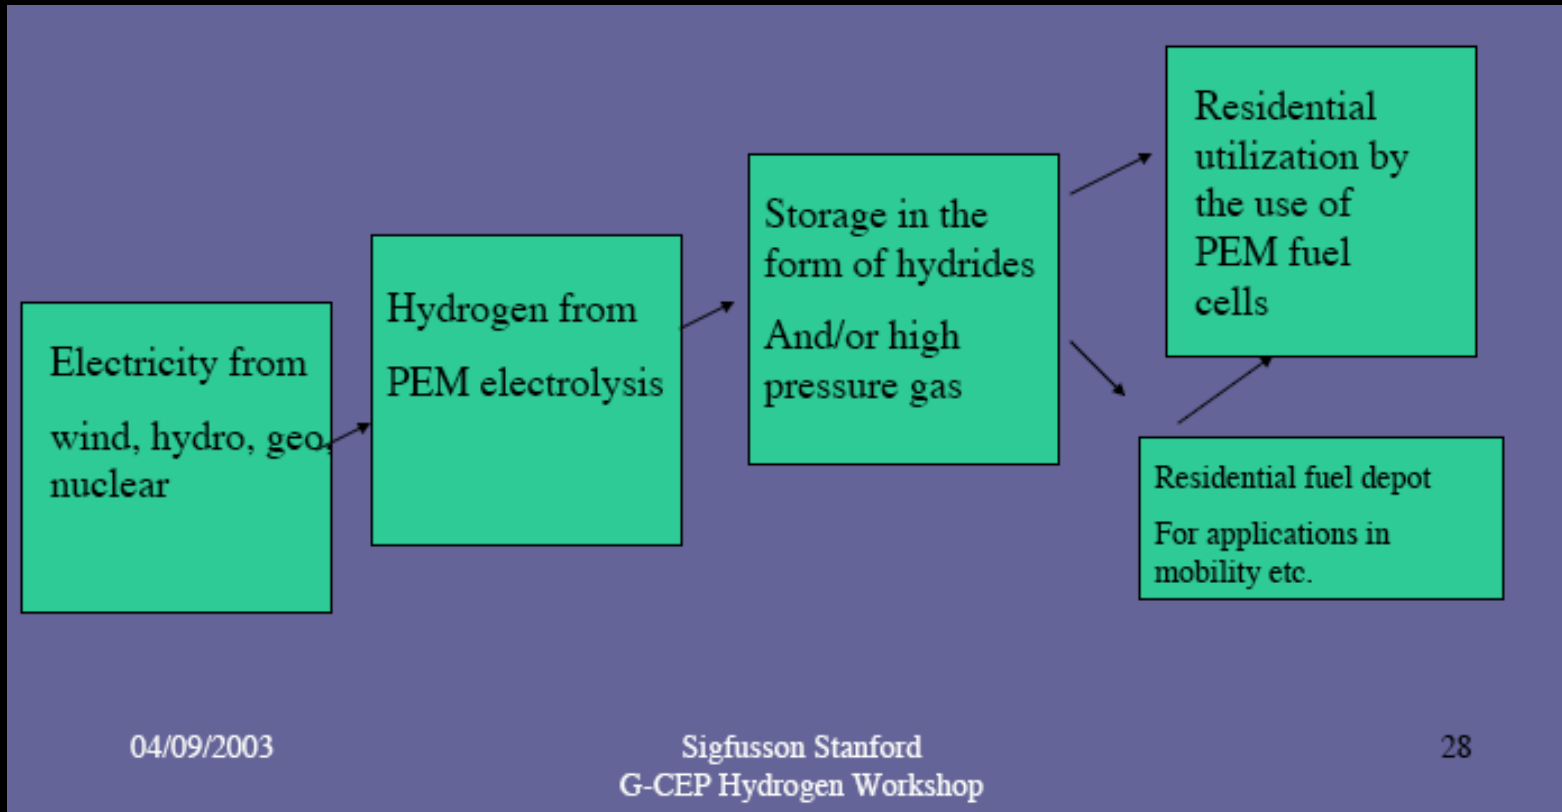 Electricity from
wind, hydro, geo,
nuclear
Hydrogen from
PEM electrolysis
Storage in the
form of hydrides
And/or high
pressure gas
Residential
utilization by
the use of
PEM fuel
cells
Residential fuel depot
For applications in
mobility etc.
04/09/2003
Sigfusson Stanford
G-CEP Hydrogen Workshop
28